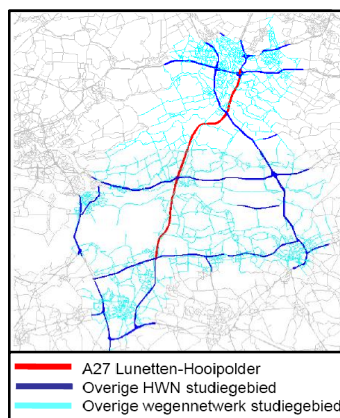 A27 Lunetten-Hooipolder
Overige HWN studiegebied
Overige wegennetwerk studiegebied